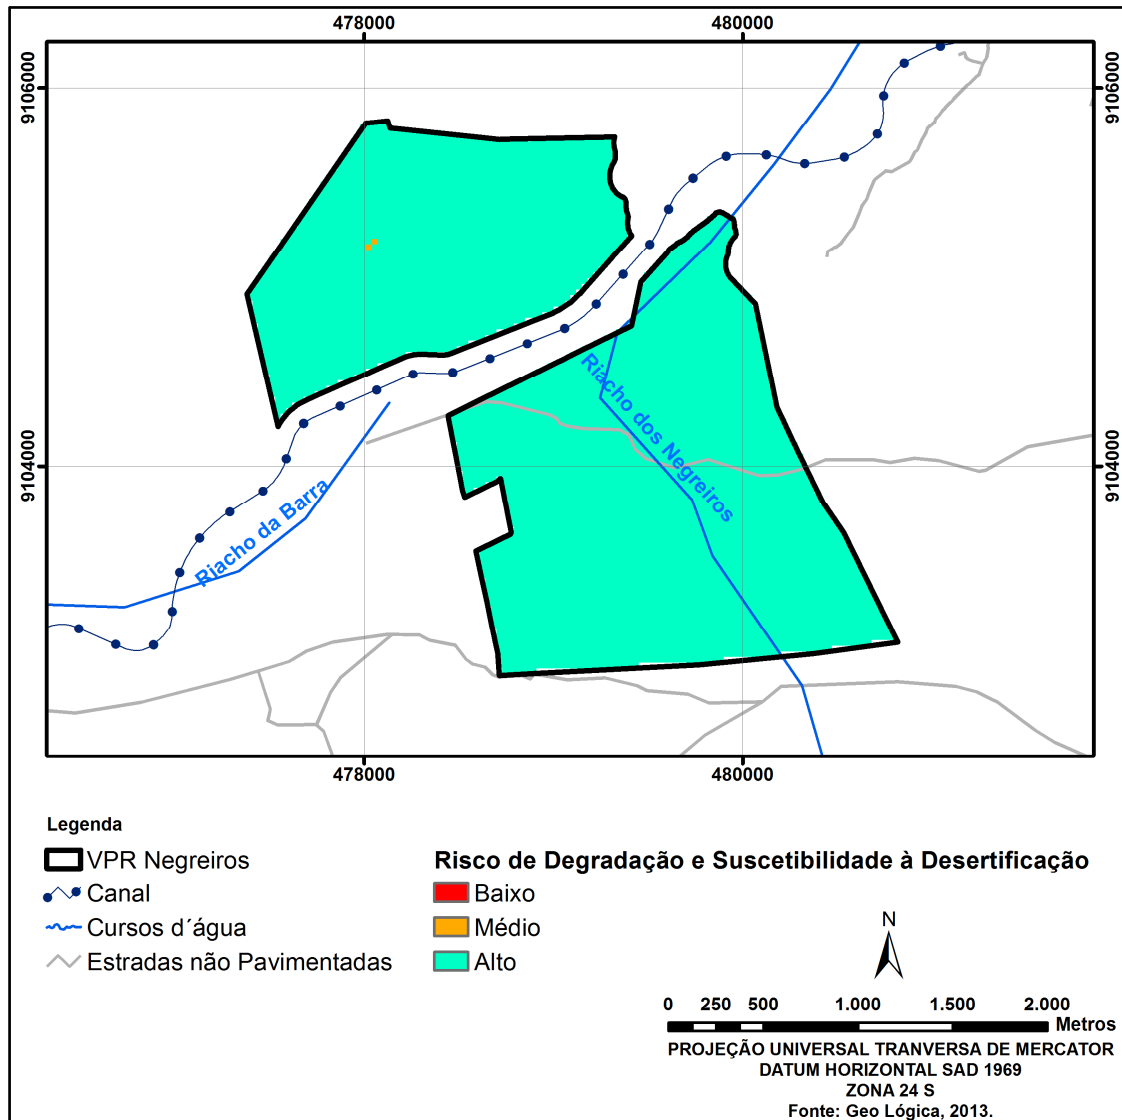 478000
480000
9106000
9106000
Riacho dos Negreiros
9104000
9104000
Riacho da Barra
478000
480000
Legenda
VPR Negreiros
Canal
Cursos d´água
Estradas não Pavimentadas
Risco de Degradação e Suscetibilidade à Desertificação
Baixo
Médio
Alto
N
0 250 500 1.000 1.500 2.000
Metros
PROJEÇÃO UNIVERSAL TRANVERSA DE MERCATOR
DATUM HORIZONTAL SAD 1969
ZONA 24 S
Fonte: Geo Lógica, 2013.